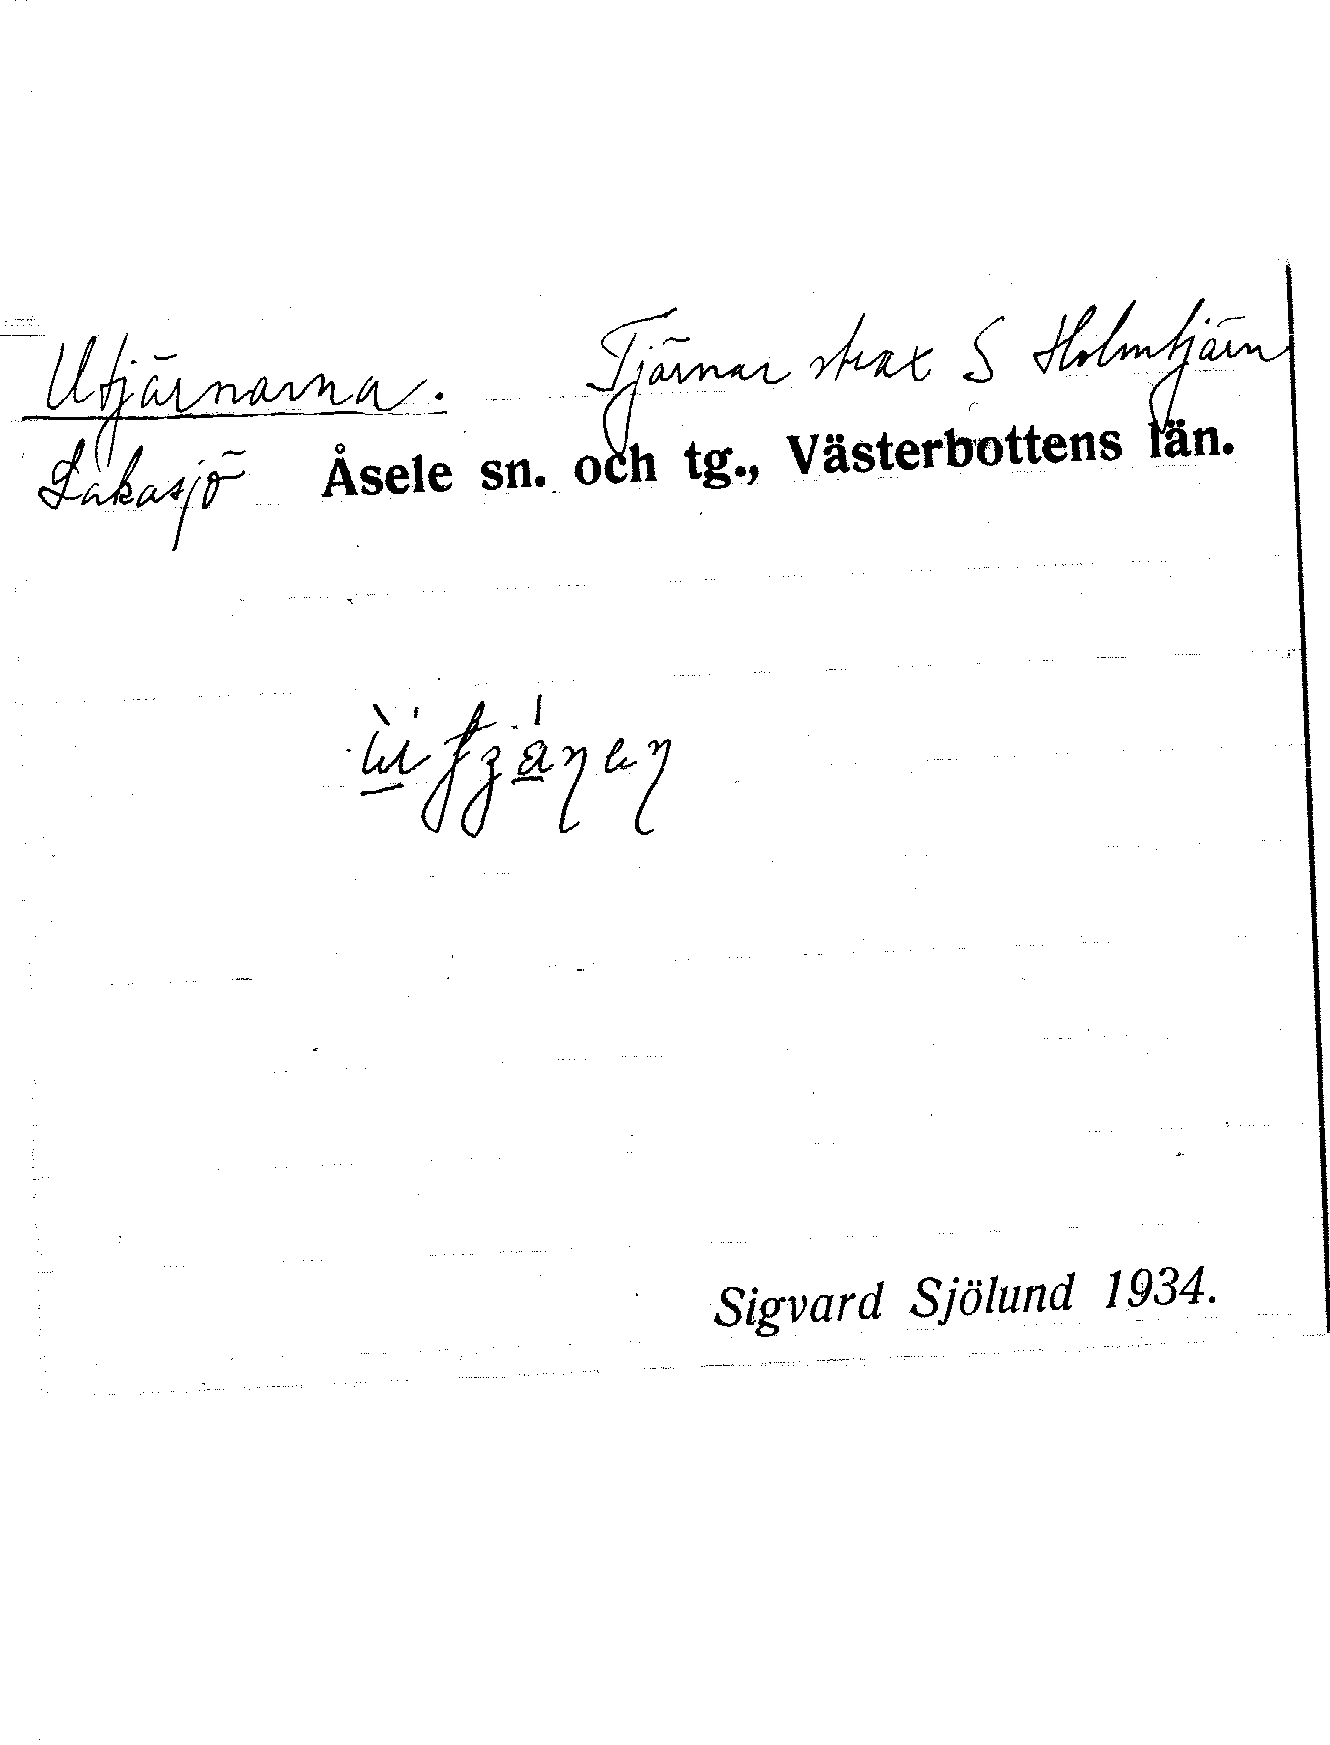 Utjärnarna. Tjärnar strax S Holmtjärn
Lakasjö Åsele sn. och tg., Västerbottens län.
Sigvard Sjölund 1934.